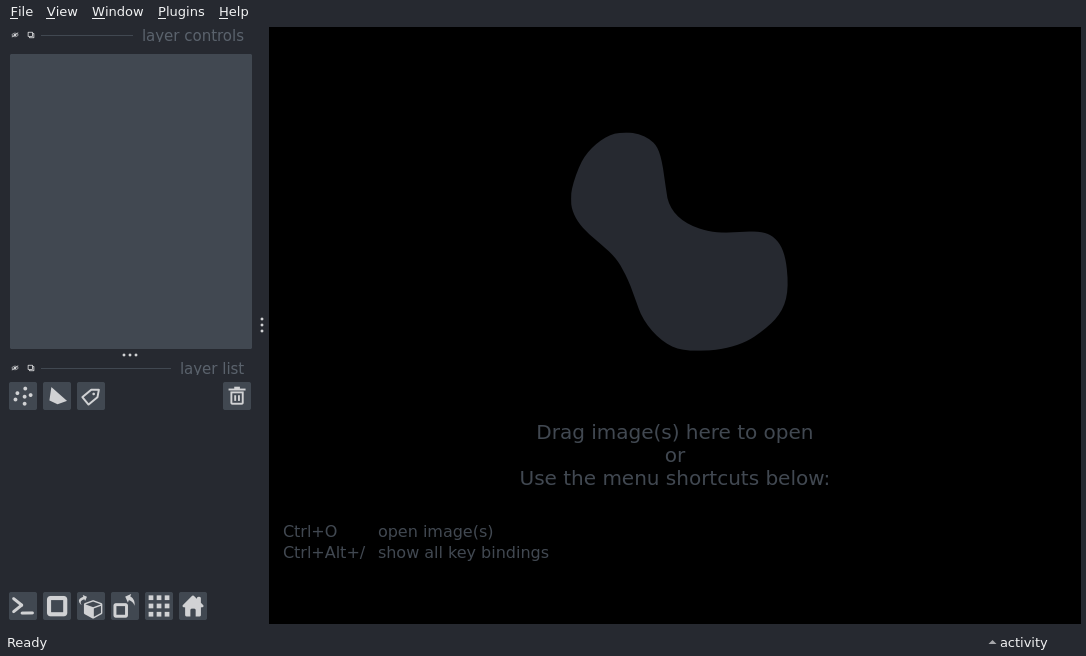 File View Window Plugins Help
layer controls
layer list
Drag image(s) here to open
or
Use the menu shortcuts below:
Ctrl+O open image(s)
Ctrl+Alt+/ show all key bindings
Ready
activity